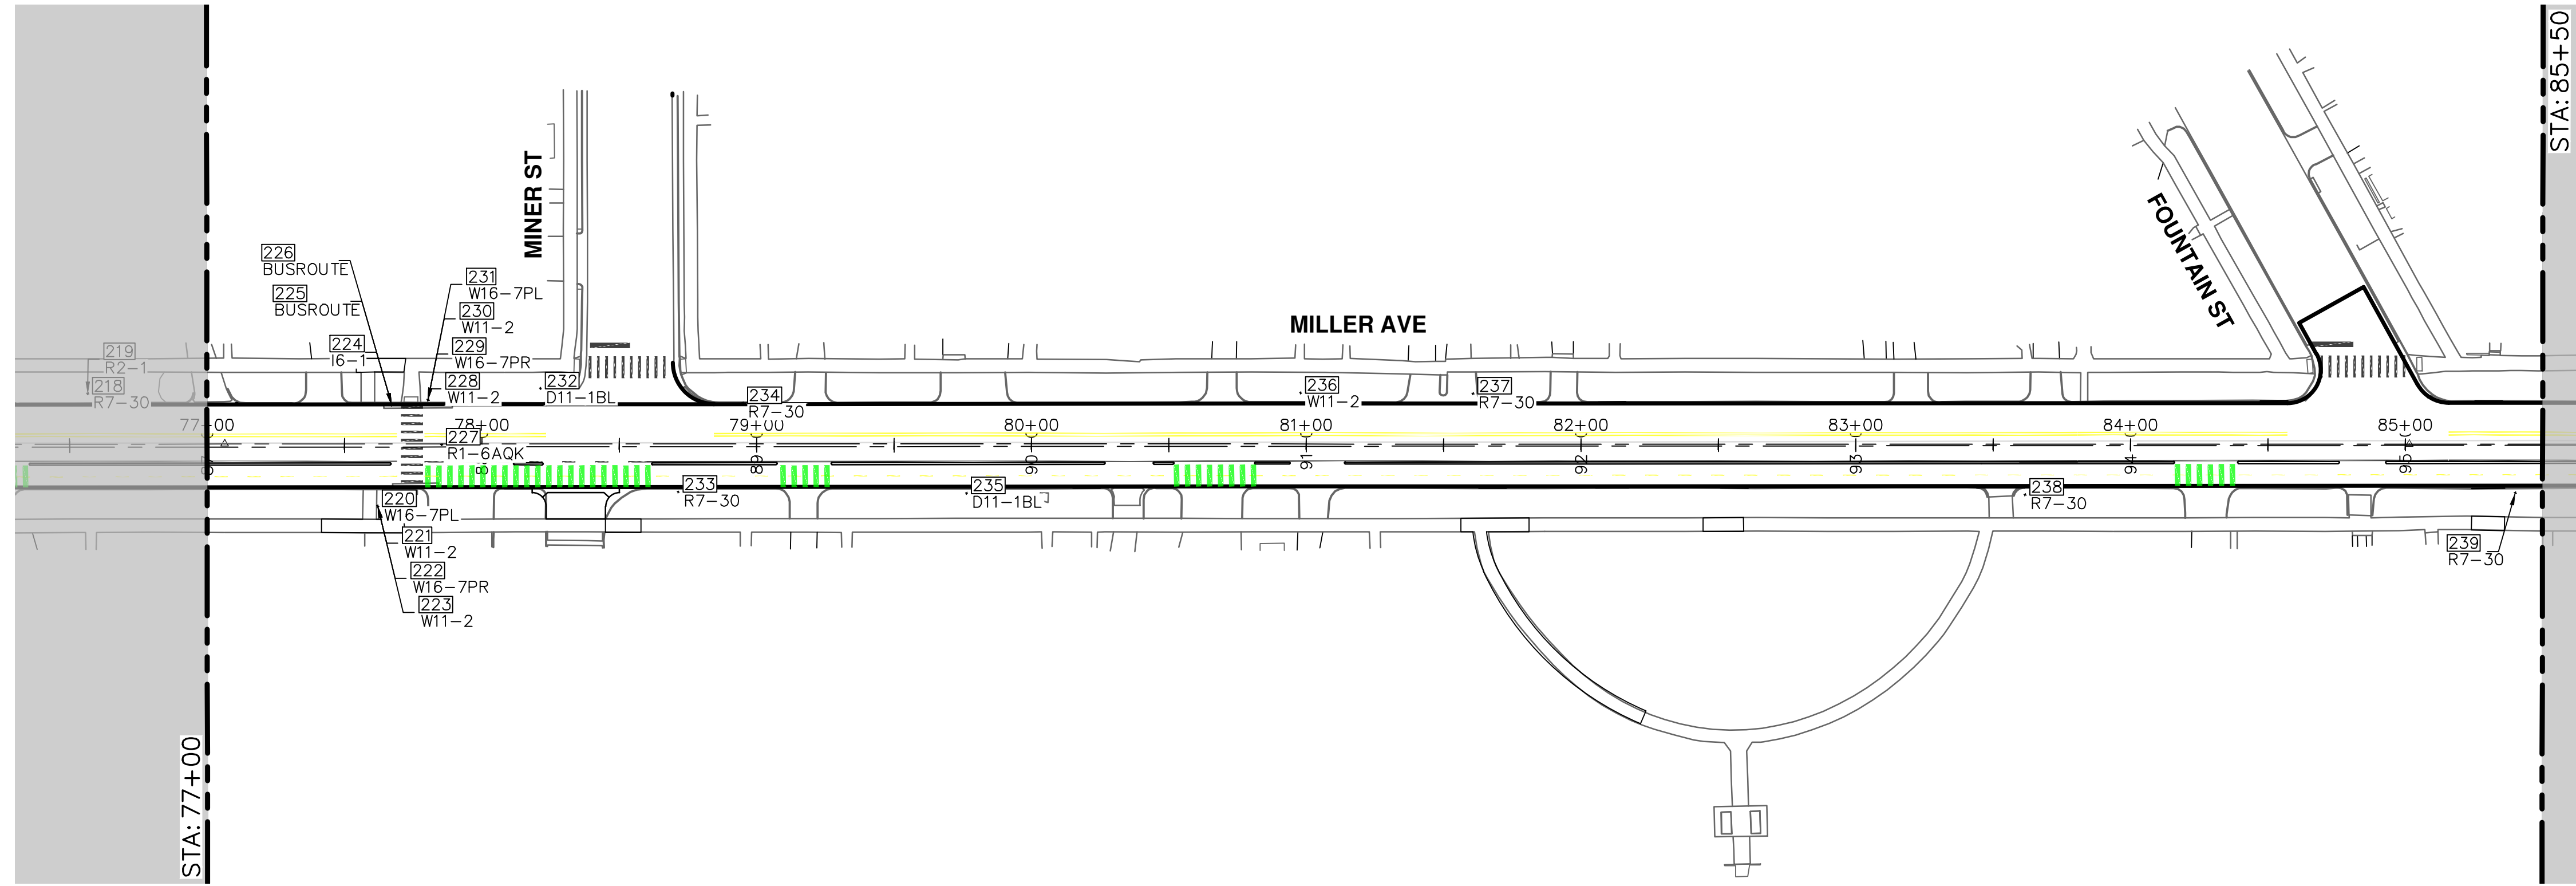 STA: 85+50
MINER ST
FOUNTAIN ST
226
BUSROUTE
225
BUSROUTE
231
W16-7PL
230
W11-2
224
I6-1
229
W16-7PR
228
W11-2
232
D11-1BL
MILLER AVE
219
R2-1
218
R7-30
234
R7-30
236
W11-2
237
R7-30
77+00
78+00
79+00
80+00
81+00
82+00
83+00
84+00
85+00
227
R1-6AQK
89
90
91
92
93
94
95
220
W16-7PL
233
R7-30
235
D11-1BL
238
R7-30
221
W11-2
222
W16-7PR
223
W11-2
239
R7-30
STA: 77+00